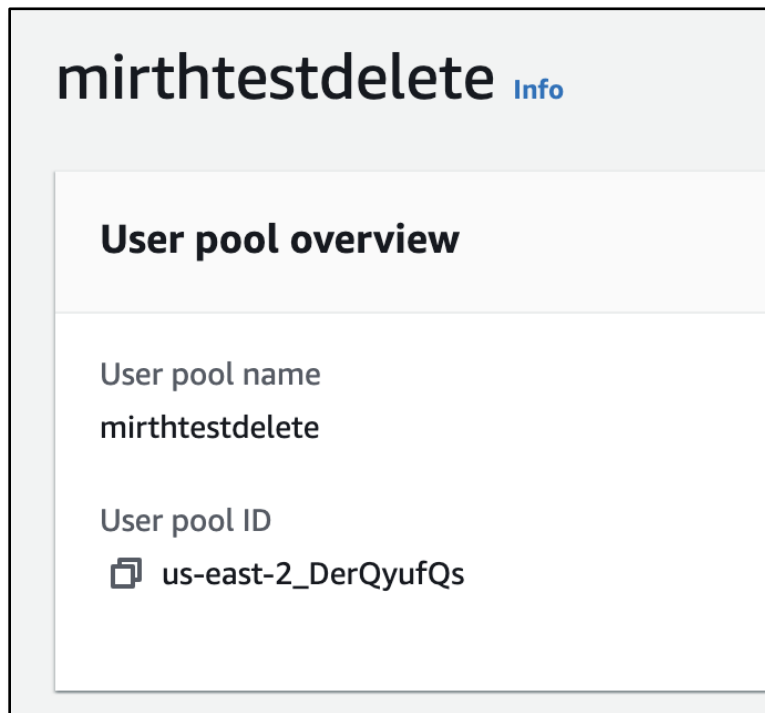 mirthtestdelete Info
User pool overview
User pool name
mirthtestdelete
User pool ID
us-east-2_DerQyufQs